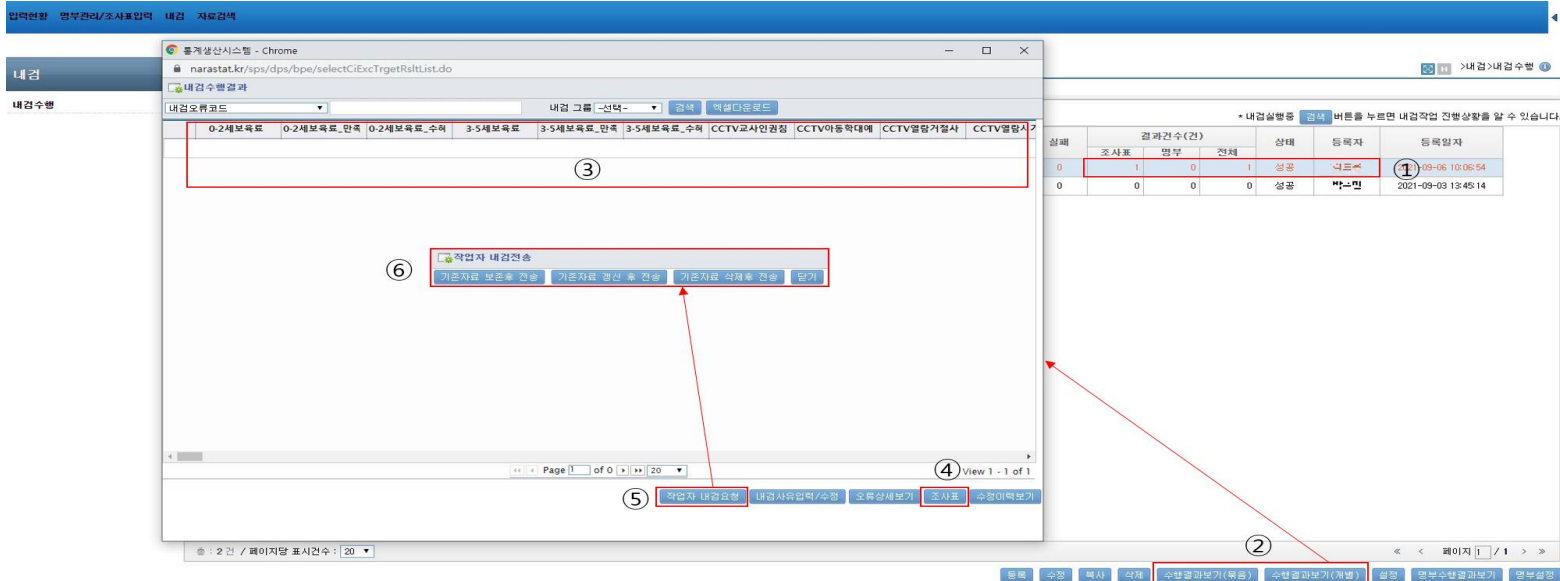 입력현황 명부관리/조사표입력 내검 자료검색
통계생산시스템 - Chrome
narastat.kr/sps/dps/bpe/selectCiExcTrgetRsltList.do
내검
>내검>내검수행
내검수행결과
내검수행
내검오류코드 내검 그룹 -선택- 검색 엑셀다운로드
* 내검실행중 검색 버튼을 누르면 내검작업 진행상황을 알 수 있습니다.
0-2세보육료 0-2세보육료_만족 0-2세보육료_수혜 3-5세보육료 3-5세보육료_만족 3-5세보육료_수혜 CCTV교사인권침 CCTV아동학대예 CCTV열람거절사 CCTV열람시기
실패 결과건수(건) 상태 등록자 등록일자
조사표 명부 전체
③
0 1 0 1 성공 ① 2021-09-06 10:06:54
0 0 0 0 성공 2021-09-03 13:45:14
작업자 내검전송
⑥
기존자료 보존후 전송 기존자료 갱신 후 전송 기존자료 삭제후 전송 닫기
Page 1 of 0 20
④
View 1 - 1 of 1
⑤ 작업자 내검요청 내검사유입력/수정 오류상세보기 조사표 수정이력보기
총 : 2 건 / 페이지당 표시건수 : 20
②
페이지 1 / 1
등록 수정 복사 삭제 수행결과보기(묶음) 수행결과보기(개별) 설정 명부수행결과보기 명부설정